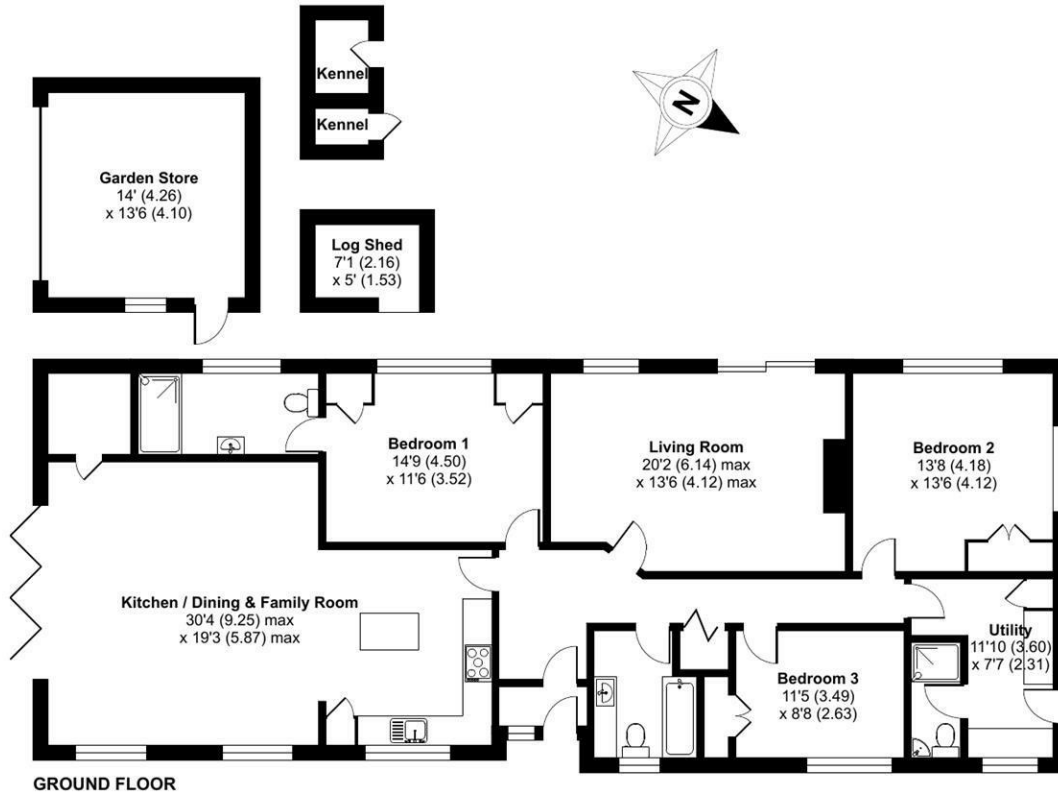 Kennel
Kennel
N
Garden Store
14' (4.26)
x 13'6 (4.10)
Log Shed
7'1 (2.16)
x 5' (1.53)
Bedroom 1
14'9 (4.50)
x 11'6 (3.52)
Living Room
20'2 (6.14) max
x 13'6 (4.12) max
Bedroom 2
13'8 (4.18)
x 13'6 (4.12)
Kitchen / Dining & Family Room
30'4 (9.25) max
x 19'3 (5.87) max
Utility
11'10 (3.60)
x 7'7 (2.31)
Bedroom 3
11'5 (3.49)
x 8'8 (2.63)
GROUND FLOOR